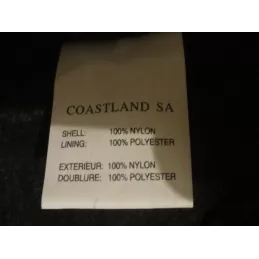 COASTLAND SA
SHELL: 100% NYLON
LINING: 100% POLYESTER
EXTERIEUR: 100% NYLON
DOUBLURE: 100% POLYESTER